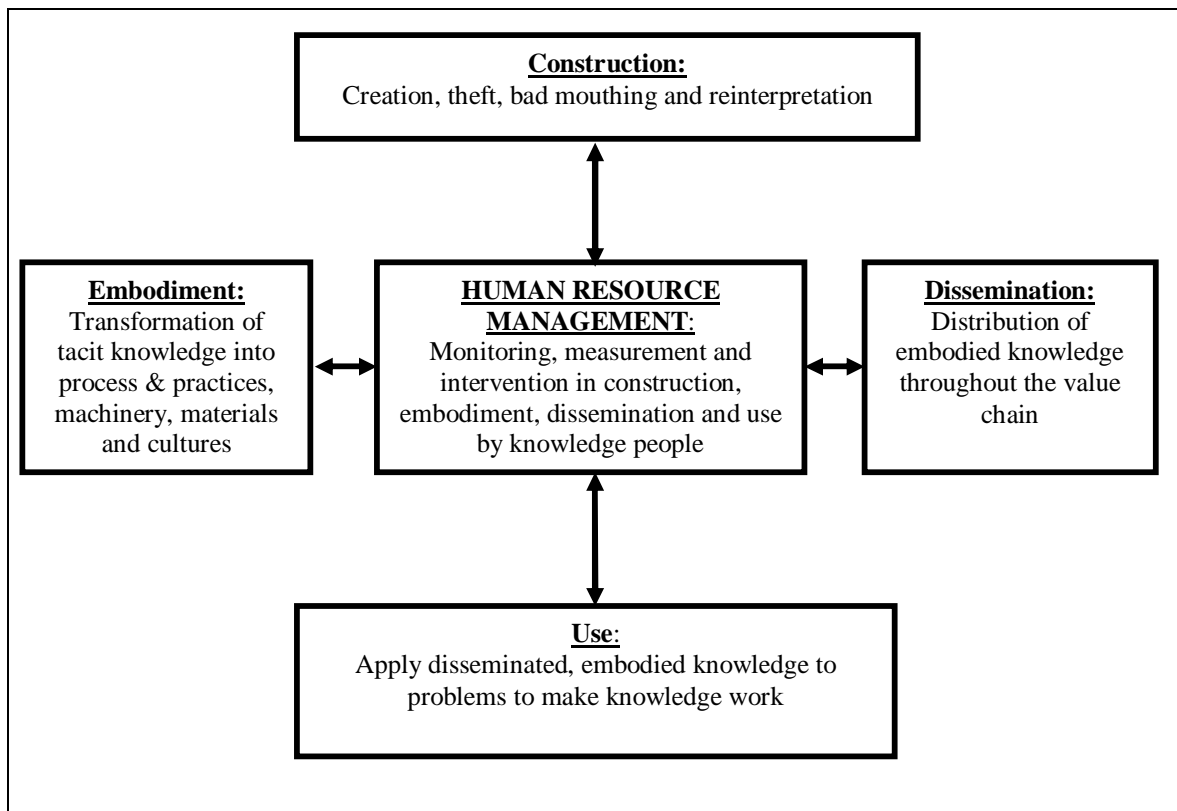 Construction:
Creation, theft, bad mouthing and reinterpretation
Embodiment:
Transformation of
tacit knowledge into
process & practices,
machinery, materials
and cultures
HUMAN RESOURCE
MANAGEMENT:
Monitoring, measurement and
intervention in construction,
embodiment, dissemination and use
by knowledge people
Dissemination:
Distribution of
embodied knowledge
throughout the value
chain
Use:
Apply disseminated, embodied knowledge to
problems to make knowledge work